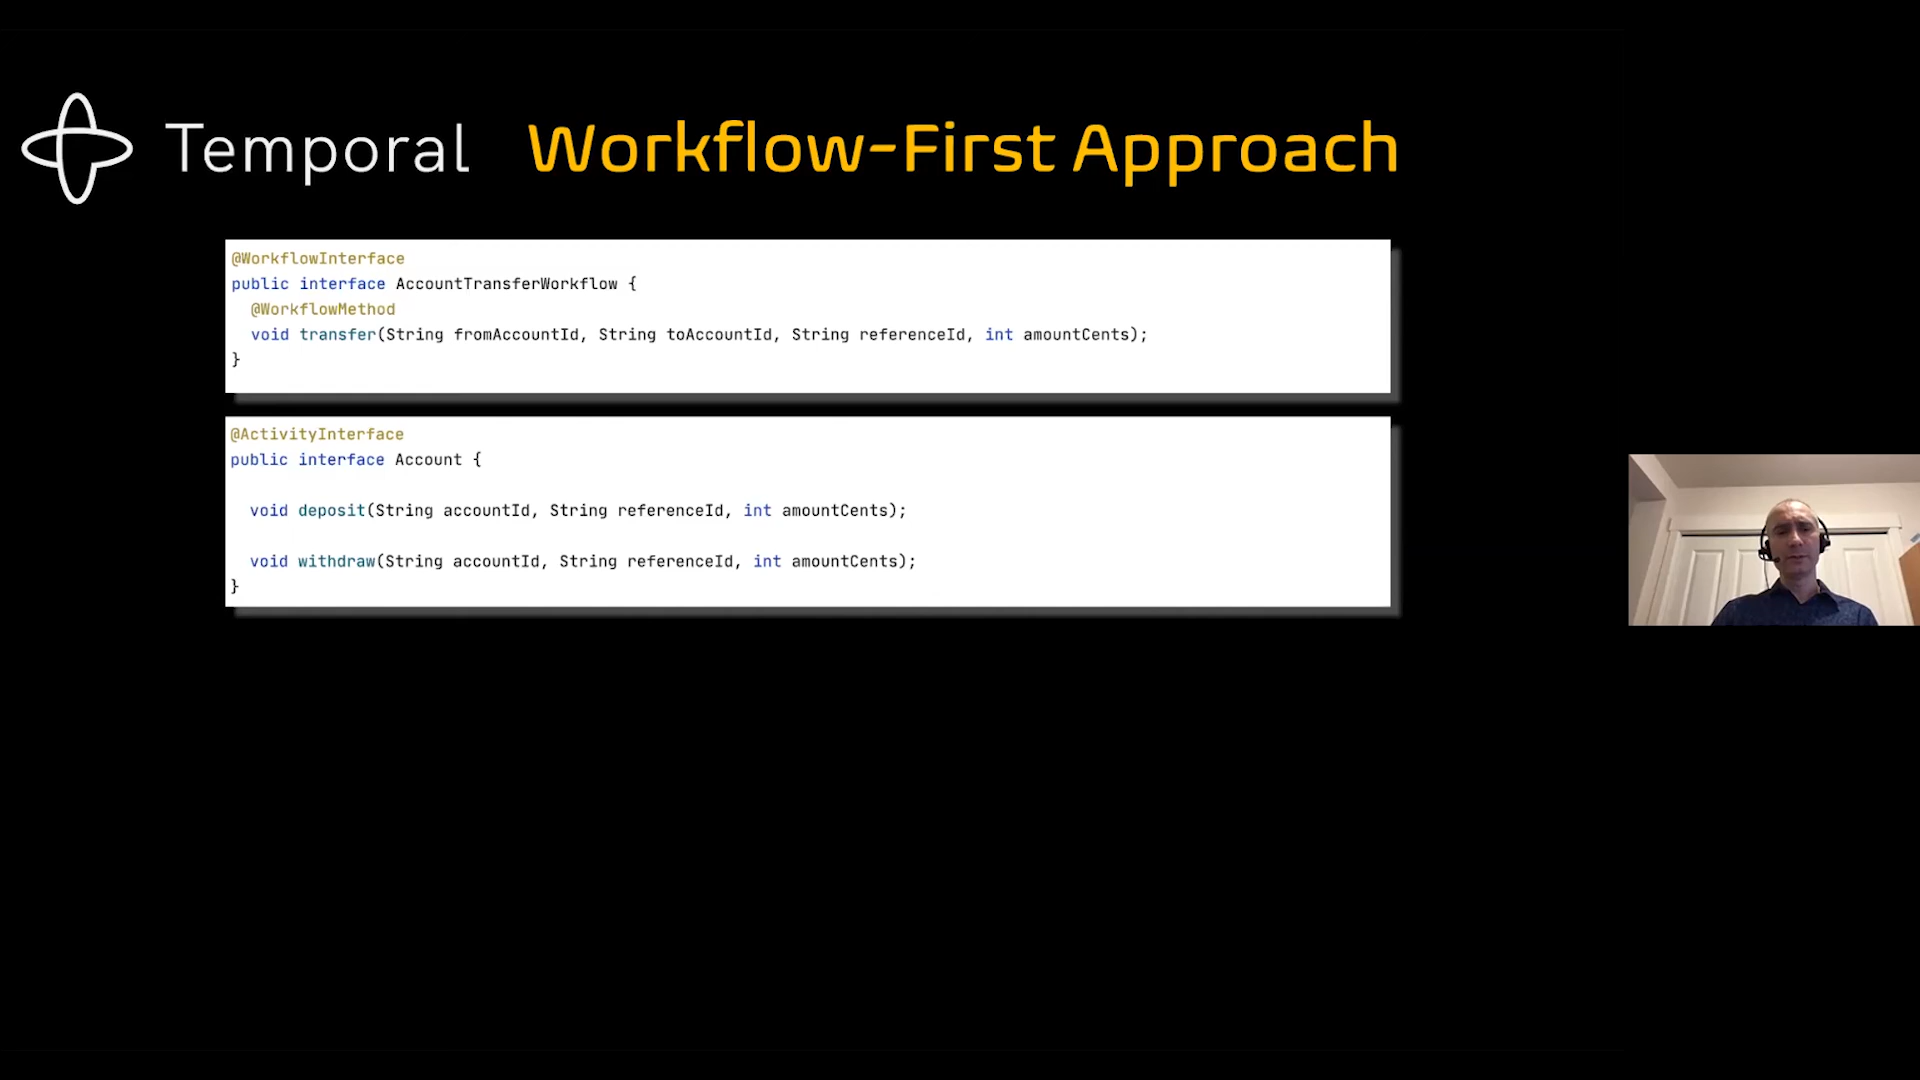 Temporal Workflow-First Approach
@WorkflowInterface
public interface AccountTransferWorkflow {
@WorkflowMethod
void transfer(String fromAccountId, String toAccountId, String referenceId, int amountCents);
}
@ActivityInterface
public interface Account {
void deposit(String accountId, String referenceId, int amountCents);
void withdraw(String accountId, String referenceId, int amountCents);
}